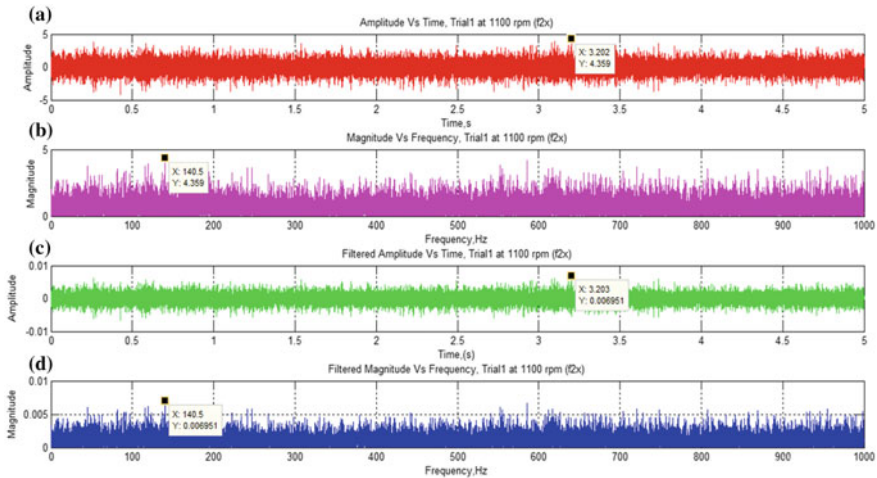 (a)
Amplitude Vs Time, Trial1 at 1100 rpm (f2x)
Amplitude
5
0
-5
X: 3.202
Y: 4.359
0 0.5 1 1.5 2 2.5 3 3.5 4 4.5 5
Time,s
(b)
Magnitude Vs Frequency, Trial1 at 1100 rpm (f2x)
Magnitude
5
0
X: 140.5
Y: 4.359
0 100 200 300 400 500 600 600 800 900 1000
Frequency,Hz
(c)
Filtered Amplitude Vs Time, Trial1 at 1100 rpm (f2x)
Amplitude
0.01
0
-0.01
X: 3.203
Y: 0.006951
0 0.5 1 1.5 2 2.5 3 3.5 4 4.5 5
Time,(s)
(d)
Filtered Magnitude Vs Frequency, Trial1 at 1100 rpm (f2x)
Magnitude
0.01
0.005
0
X: 140.5
Y: 0.006951
0 100 200 300 400 500 600 600 800 900 1000
Frequency,Hz